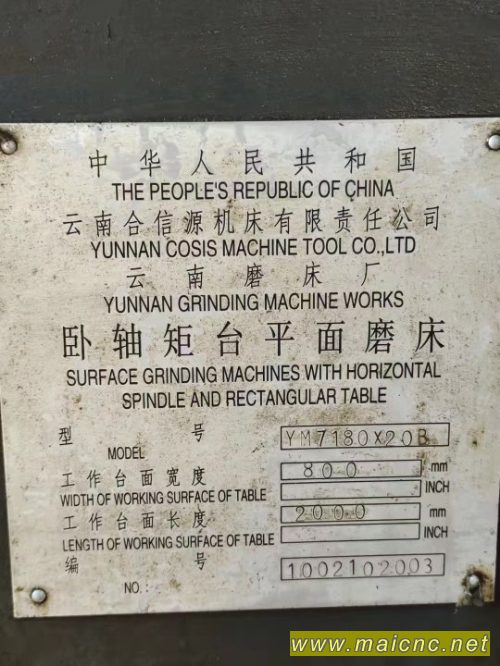 中华人民共和国
THE PEOPLE'S REPUBLIC OF CHINA
云南合信源机床有限责任公司
YUNNAN COSIS MACHINE TOOL CO.,LTD
云南磨床厂
YUNNAN GRINDING MACHINE WORKS
卧轴矩台平面磨床
SURFACE GRINDING MACHINES WITH HORIZONTAL
SPINDLE AND RECTANGULAR TABLE
型号
MODEL YM7180X20B
工作台面宽度 800 mm
WIDTH OF WORKING SURFACE OF TABLE INCH
工作台面长度 2000 mm
LENGTH OF WORKING SURFACE OF TABLE INCH
编号
NO.: 1002102003
www.maicnc.net